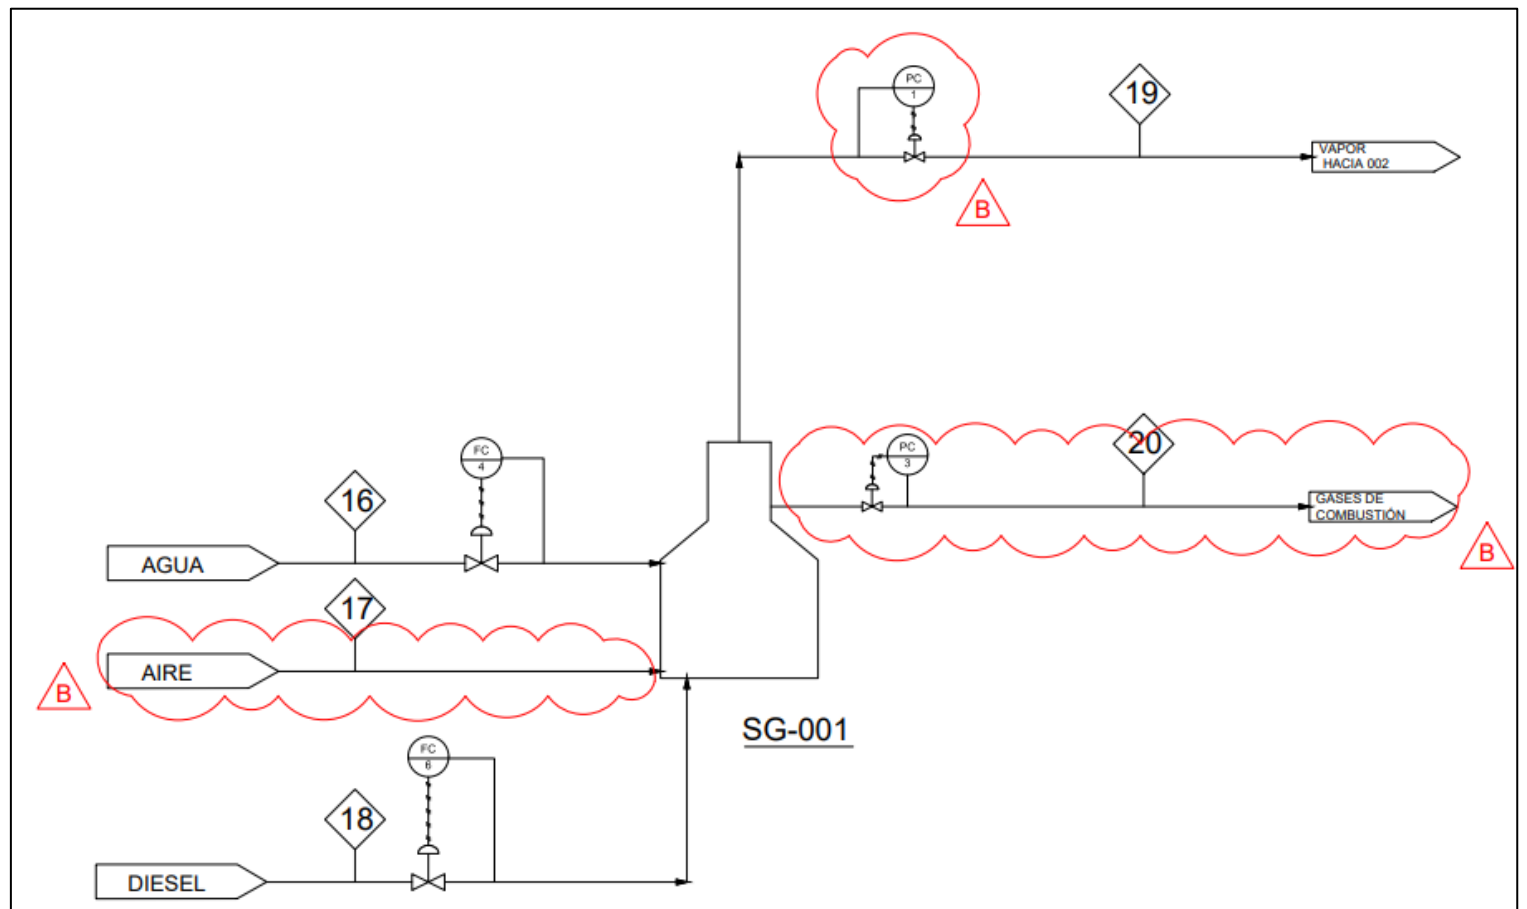 PC
1
19
VAPOR
HACIA 002
B
20
PC
3
GASES DE
COMBUSTIÓN
B
FC
4
16
AGUA
17
AIRE
B
SG-001
FC
6
18
DIESEL